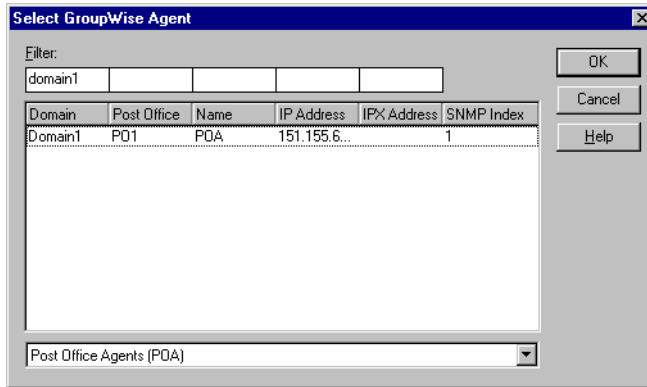 Select GroupWise Agent
Filter:
domain1
OK
Cancel
Help
Domain Post Office Name IP Address IPX Address SNMP Index
Domain1 PO1 POA 151.155.6... 1
Post Office Agents (POA)